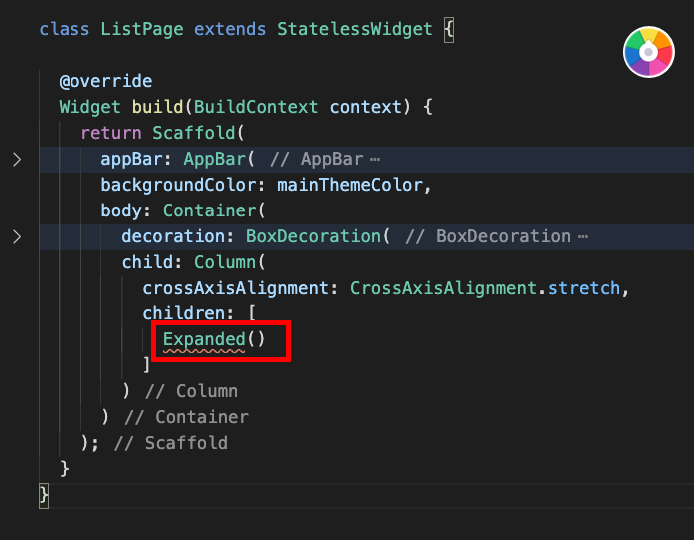 class ListPage extends StatelessWidget {
@override
Widget build(BuildContext context) {
return Scaffold(
appBar: AppBar( // AppBar ⋯
backgroundColor: mainThemeColor,
body: Container(
decoration: BoxDecoration( // BoxDecoration ⋯
child: Column(
crossAxisAlignment: CrossAxisAlignment.stretch,
children: [
Expanded()
]
) // Column
) // Container
); // Scaffold
}
}